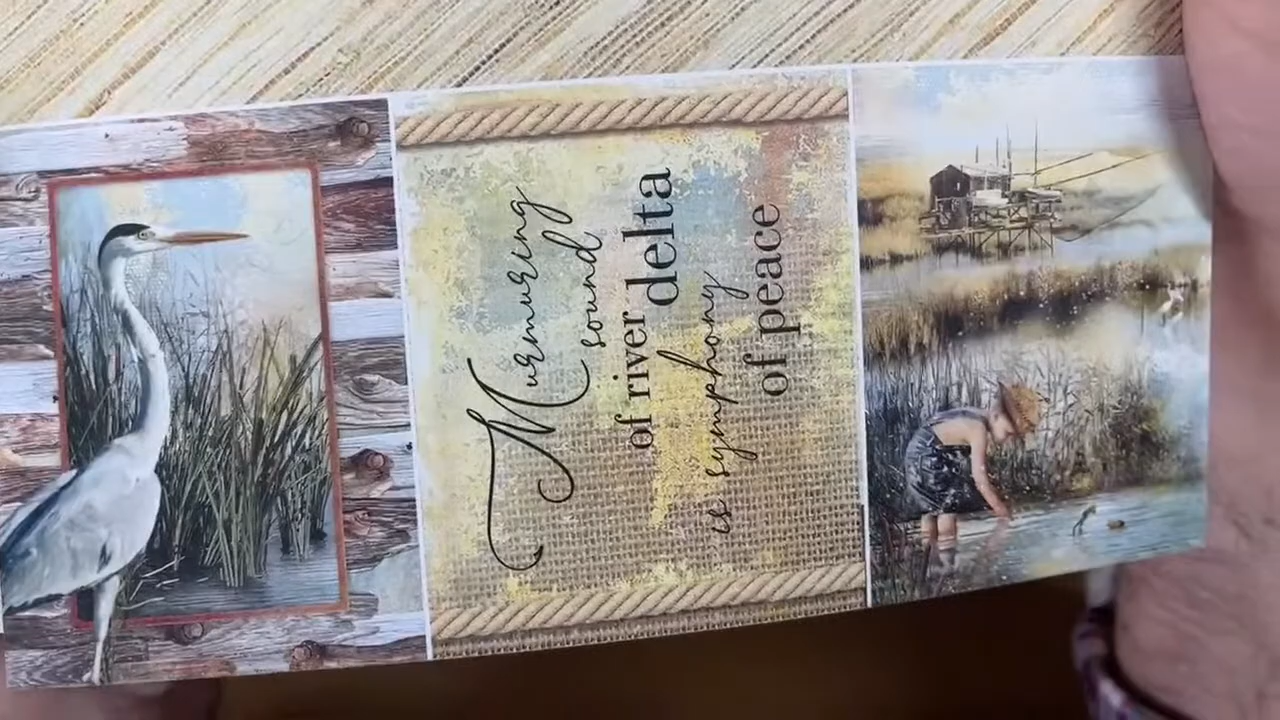 Murmuring
sound
of river delta
is symphony
of peace